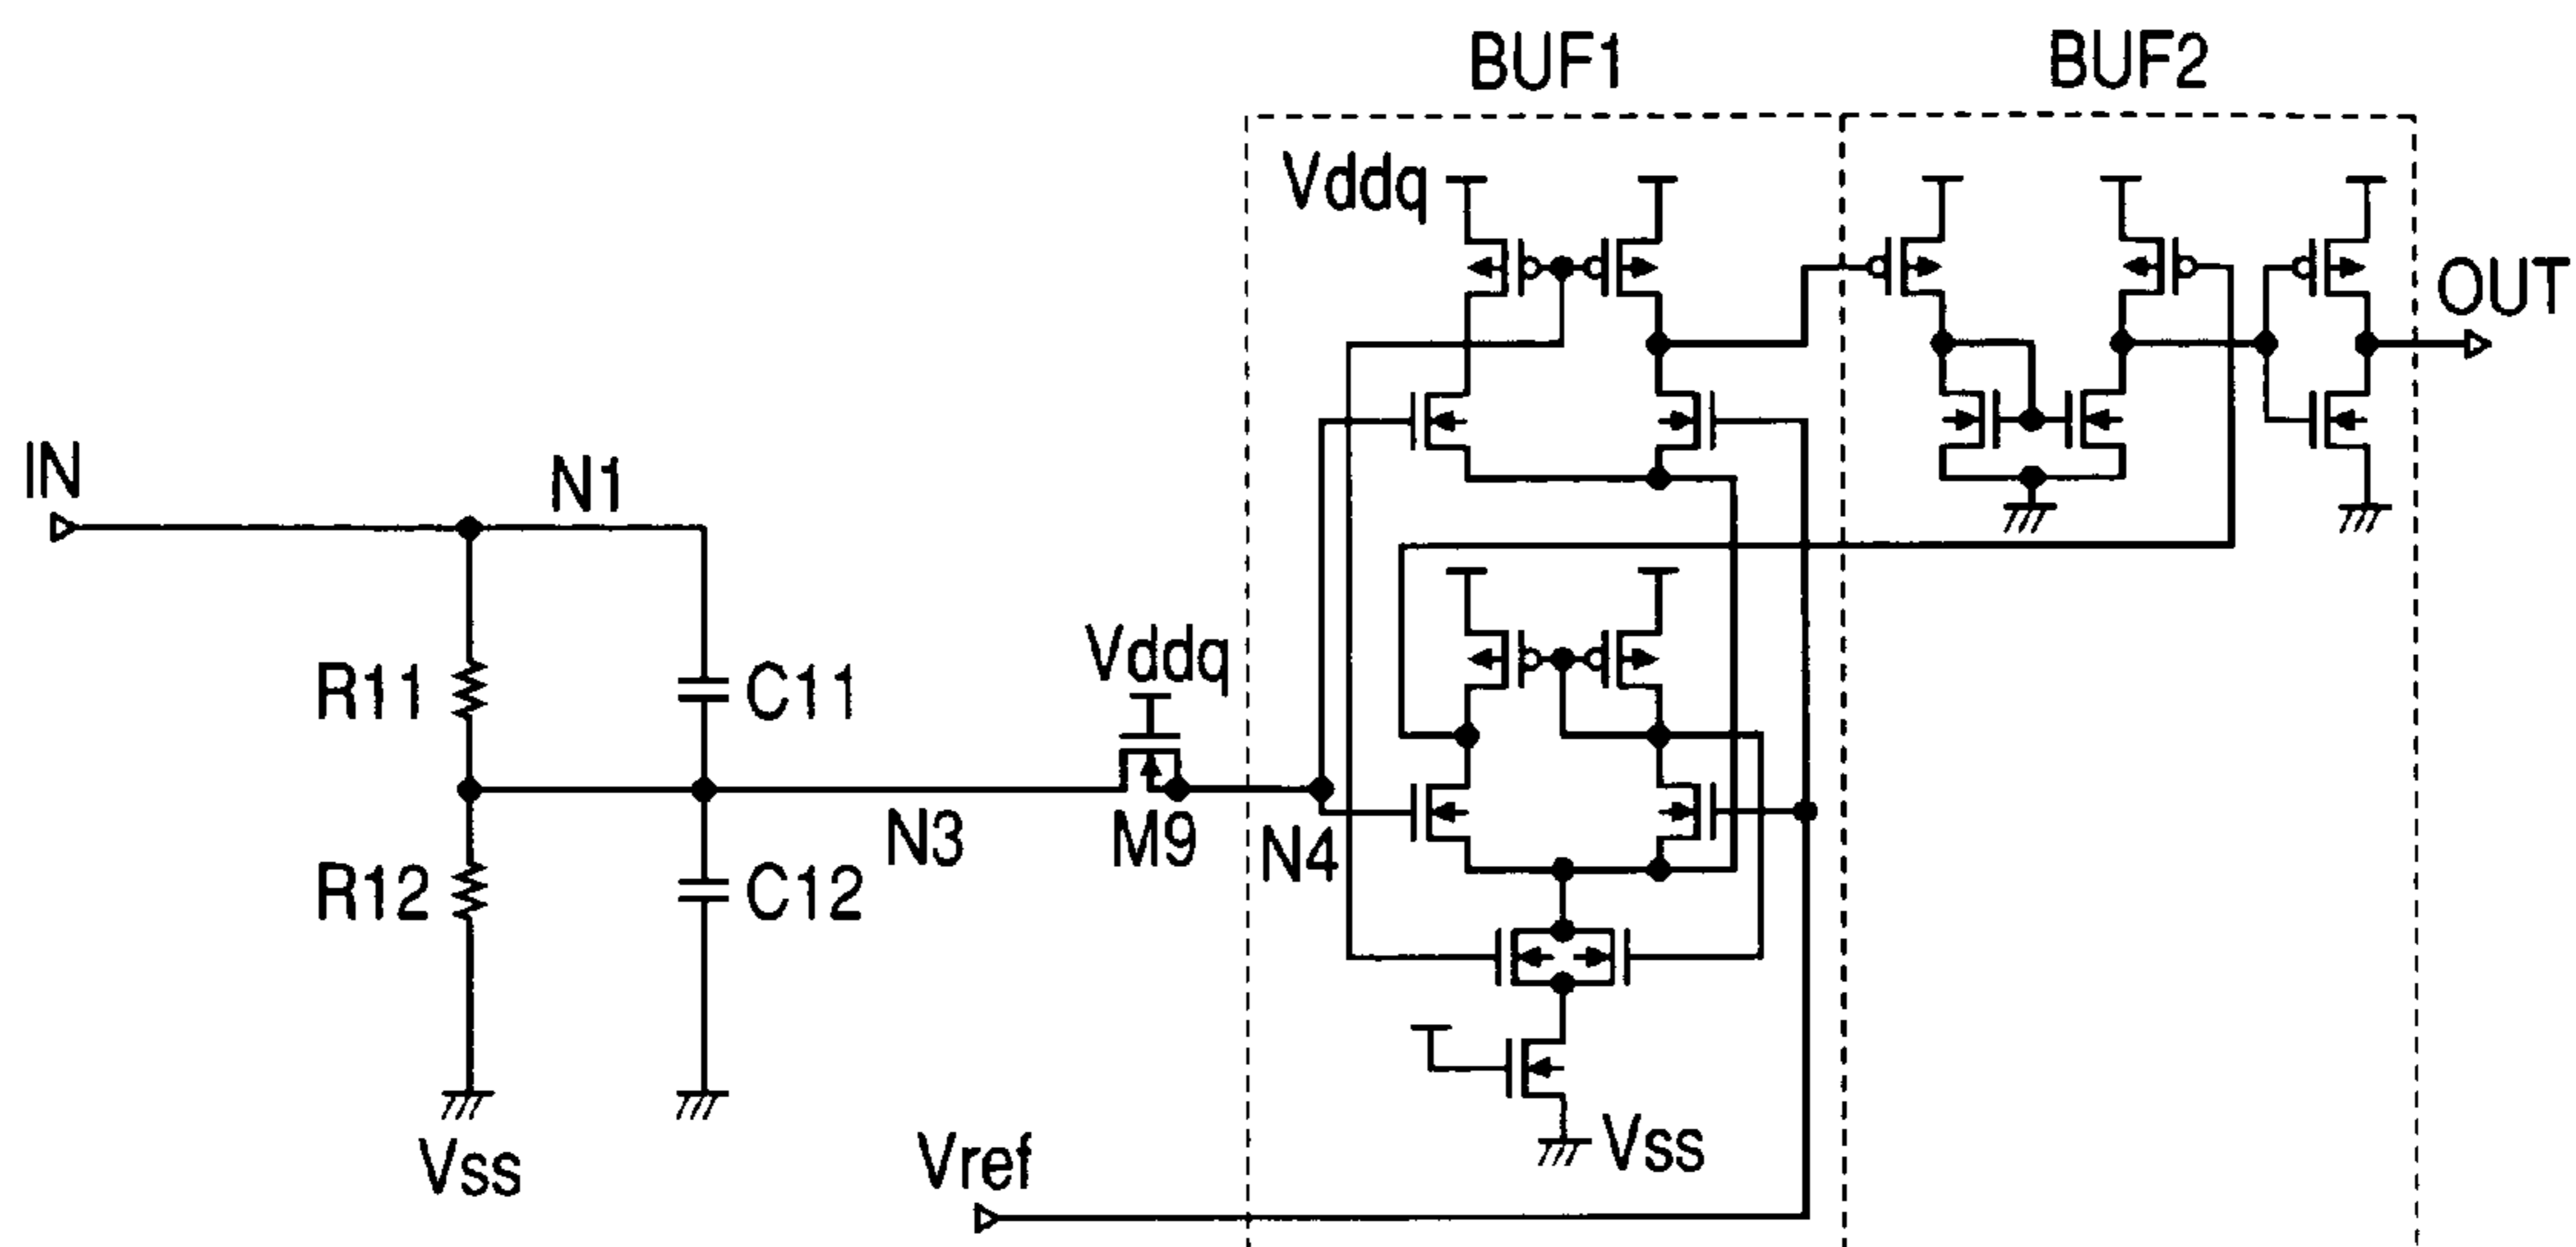 BUF1
BUF2
Vddq
OUT
IN
N1
Vddq
R11
C11
N3
M9
N4
R12
C12
Vss
Vref
Vss